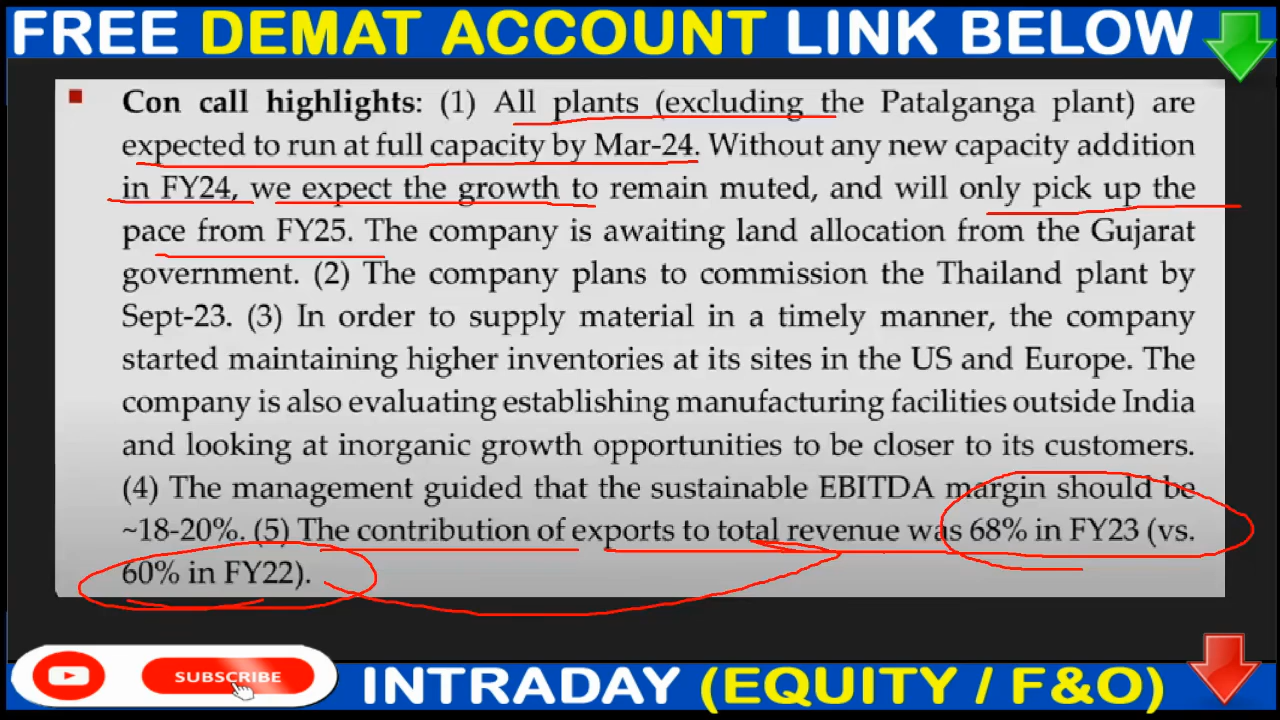 FREE DEMAT ACCOUNT LINK BELOW
Con call highlights: (1) All plants (excluding the Patalganga plant) are
expected to run at full capacity by Mar-24. Without any new capacity addition
in FY24, we expect the growth to remain muted, and will only pick up the
pace from FY25. The company is awaiting land allocation from the Gujarat
government. (2) The company plans to commission the Thailand plant by
Sept-23. (3) In order to supply material in a timely manner, the company
started maintaining higher inventories at its sites in the US and Europe. The
company is also evaluating establishing manufacturing facilities outside India
and looking at inorganic growth opportunities to be closer to its customers.
(4) The management guided that the sustainable EBITDA margin should be
~18-20%. (5) The contribution of exports to total revenue was 68% in FY23 (vs.
60% in FY22).
SUBSCRIBE
INTRADAY (EQUITY / F&O)